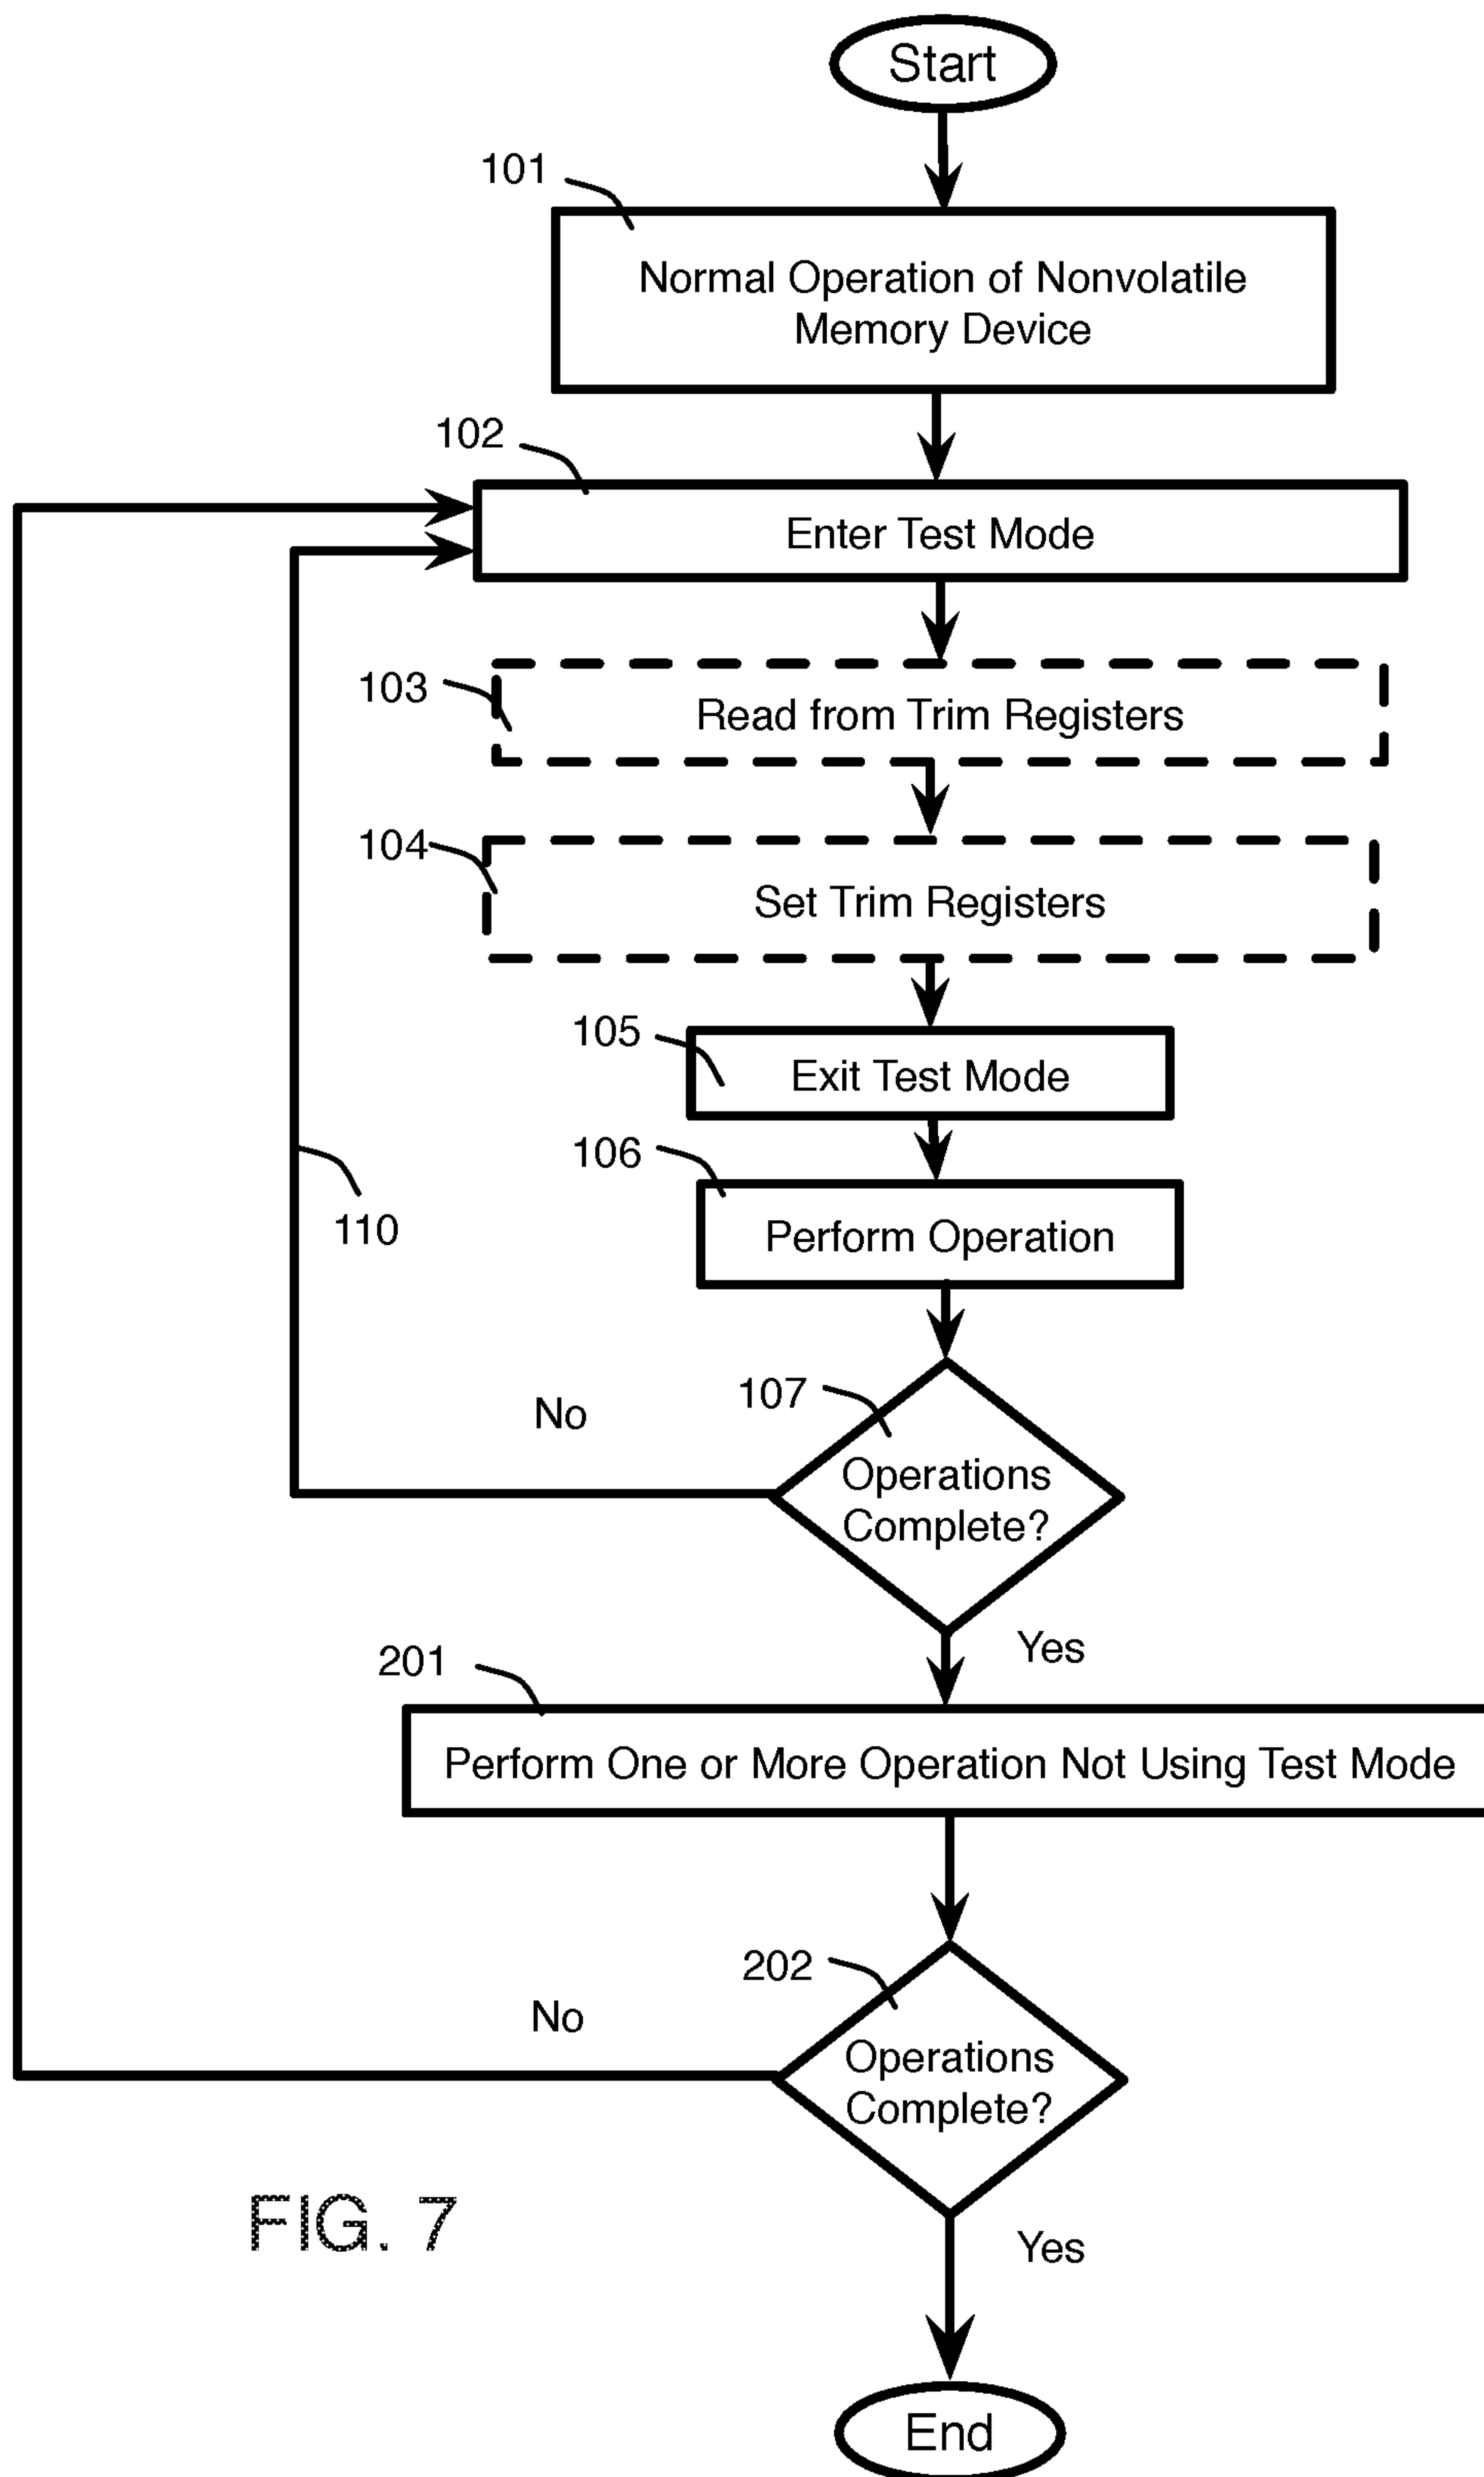 Start
101
Normal Operation of Nonvolatile
Memory Device
102
Enter Test Mode
103
Read from Trim Registers
104
Set Trim Registers
105
Exit Test Mode
106
Perform Operation
110
107
No
Operations
Complete?
Yes
201
Perform One or More Operation Not Using Test Mode
202
No
Operations
Complete?
Yes
FIG. 7
End